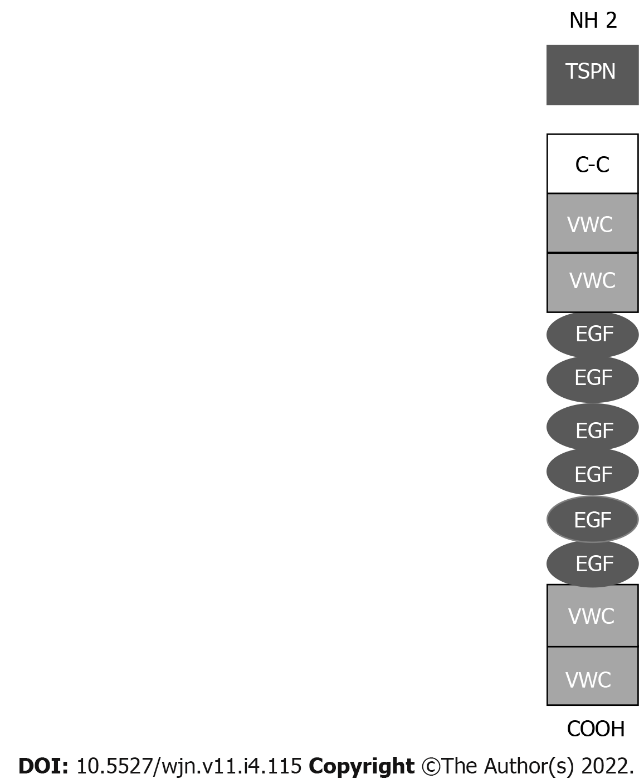 NH 2
TSPN
C-C
VWC
VWC
EGF
EGF
EGF
EGF
EGF
EGF
VWC
VWC
COOH
DOI: 10.5527/wjn.v11.i4.115 Copyright ©The Author(s) 2022.